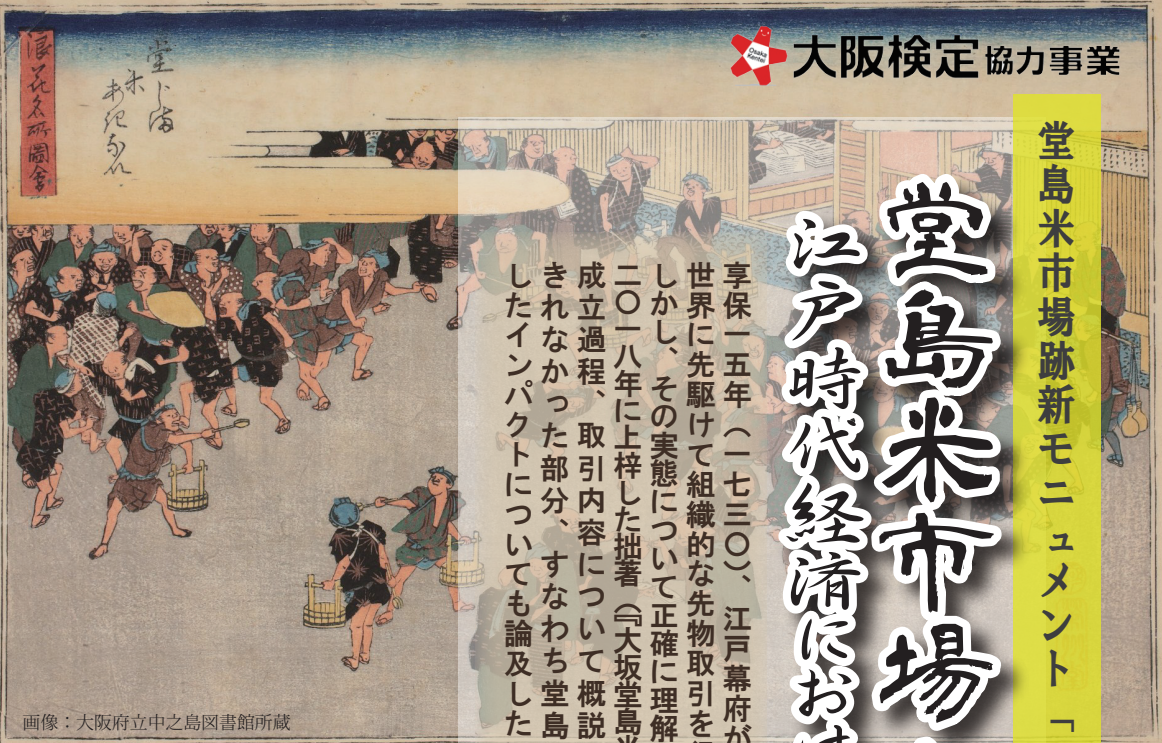 大阪検定協力事業
Osaka Kentei
堂島米市場跡新モニュメント「
堂島米市場
江戸時代経済におけ
享保一五年（一七三〇）、江戸幕府が
世界に先駆けて組織的な先物取引を
しかし、その実態について正確に理解
二〇一八年に上梓した拙著（『大坂堂島米
成立過程、取引内容について概説
きれなかった部分、すなわち堂島
したインパクトについても論及した
浪花名所圖會
堂じま
米あきない
画像：大阪府立中之島図書館所蔵